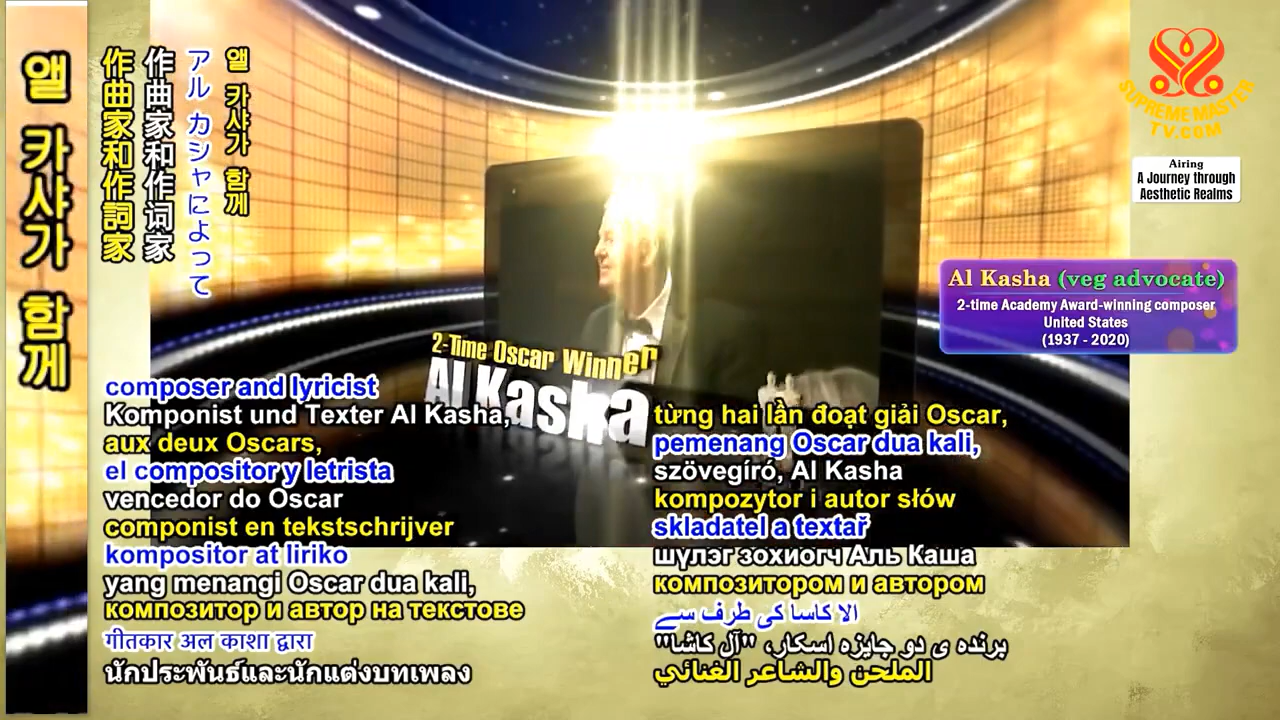 앨 카샤가 함께
作曲家和作詞家
作曲家和作词家
アル カシャによって
앨 카샤가 함께
SUPREME MASTER
TV.COM
Airing
A Journey through
Aesthetic Realms
Al Kasha (veg advocate)
2-time Academy Award-winning composer
United States
(1937 - 2020)
2-Time Oscar Winner
Al Kasha
composer and lyricist
Komponist und Texter Al Kasha,
aux deux Oscars,
el compositor y letrista
vencedor do Oscar
componist en tekstschrijver
kompositor at liriko
yang menangi Oscar dua kali,
композитор и автор на текстове
गीतकार अल काशा द्वारा
นักประพันธ์และนักแต่งบทเพลง
từng hai lần đoạt giải Oscar,
pemenang Oscar dua kali,
szövegíró, Al Kasha
kompozytor i autor słów
skladatel a textař
шүлэг зохиогч Аль Каша
композитором и автором
الا کاسا کی طرف سے
برنده ی دو جایزه اسکار، "آل کاشا"
الملحن والشاعر الغنائي